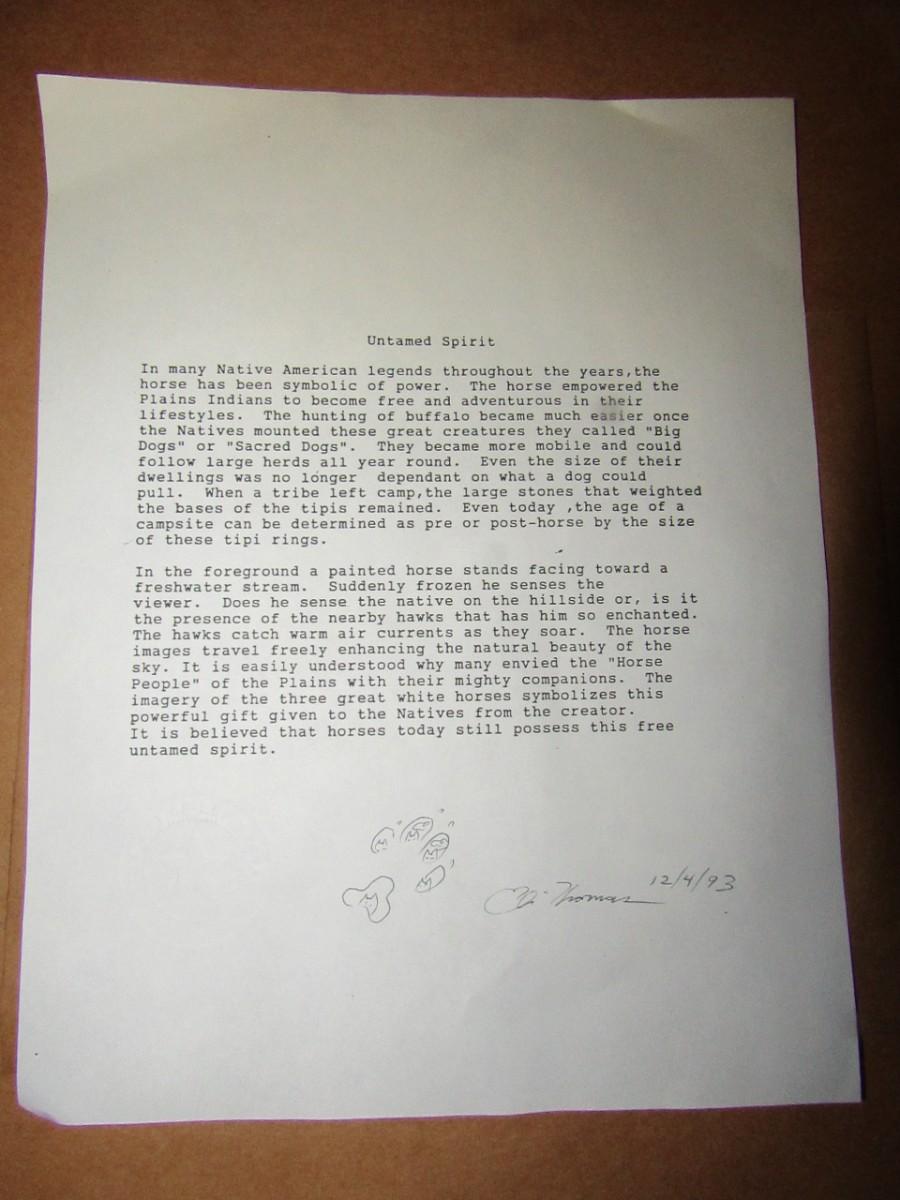 Untamed Spirit
In many Native American legends throughout the years,the
horse has been symbolic of power.  The horse empowered the
Plains Indians to become free and adventurous in their
lifestyles.  The hunting of buffalo became much easier once
the Natives mounted these great creatures they called "Big
Dogs" or "Sacred Dogs".  They became more mobile and could
follow large herds all year round.  Even the size of their
dwellings was no longer  dependant on what a dog could
pull.  When a tribe left camp,the large stones that weighted
the bases of the tipis remained.  Even today ,the age of a
campsite can be determined as pre or post-horse by the size
of these tipi rings.
In the foreground a painted horse stands facing toward a
freshwater stream.  Suddenly frozen he senses the
viewer.  Does he sense the native on the hillside or, is it
the presence of the nearby hawks that has him so enchanted.
The hawks catch warm air currents as they soar.  The horse
images travel freely enhancing the natural beauty of the
sky. It is easily understood why many envied the "Horse
People" of the Plains with their mighty companions.  The
imagery of the three great white horses symbolizes this
powerful gift given to the Natives from the creator.
It is believed that horses today still possess this free
untamed spirit.
Thomas 12/4/93